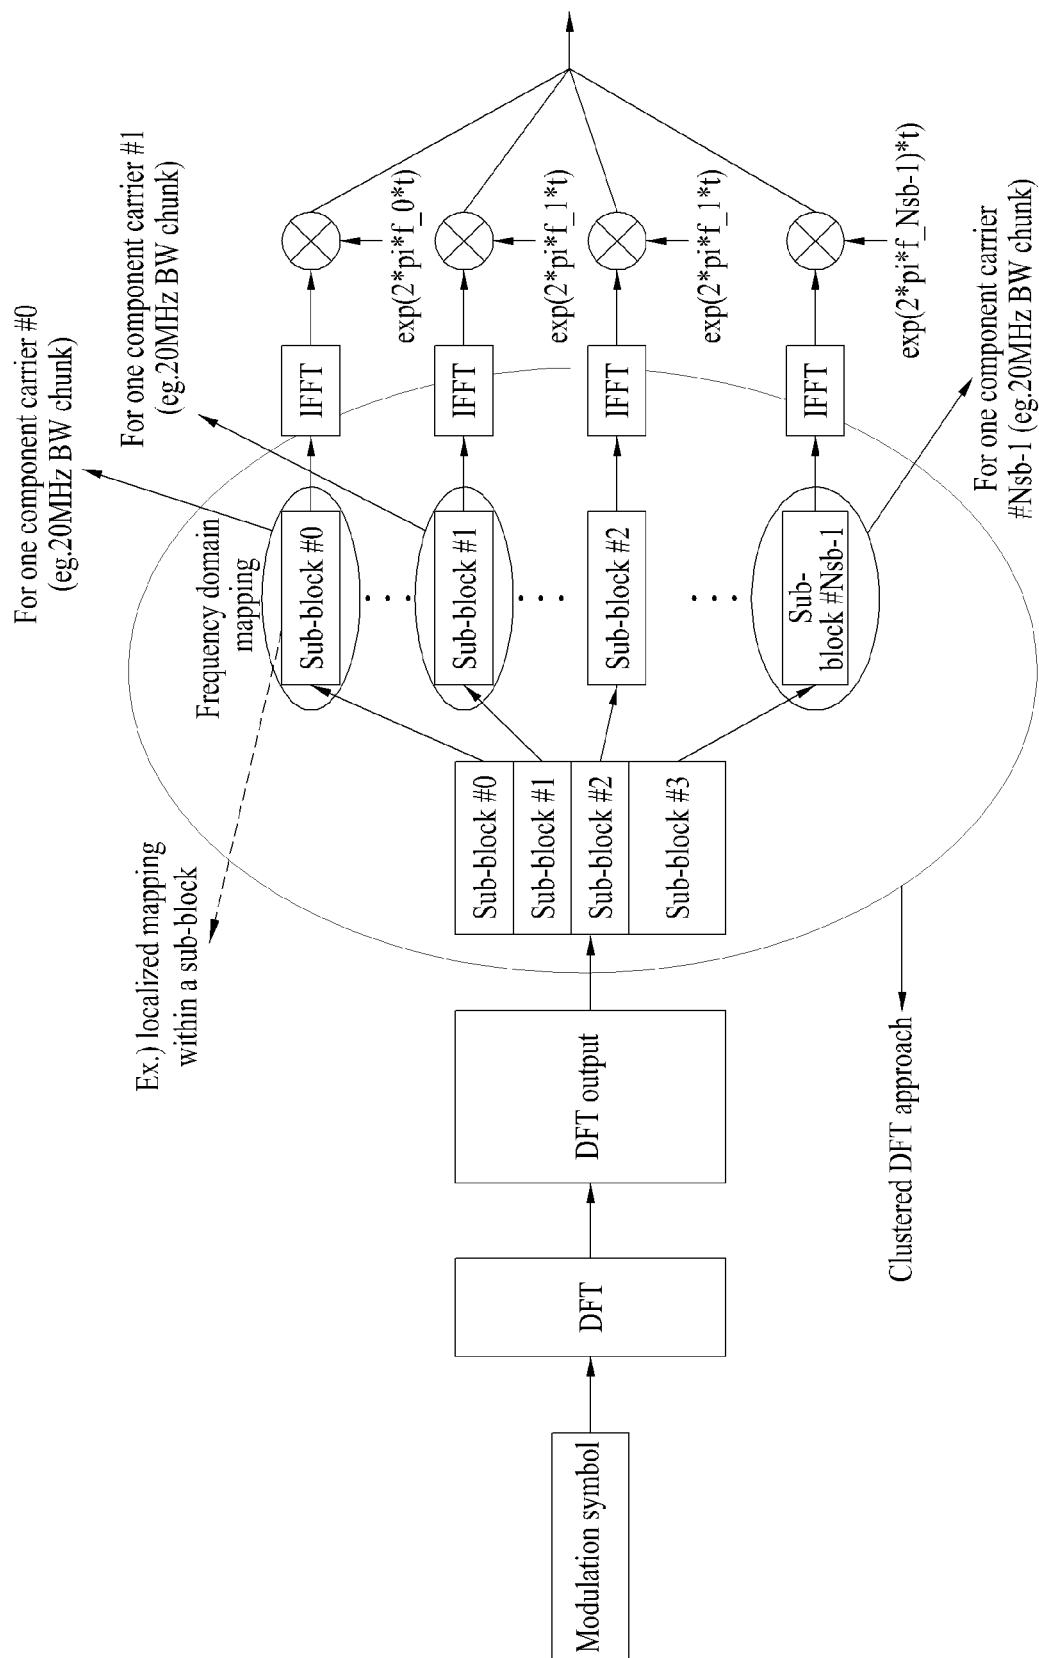 Modulation symbol
DFT
DFT output
Sub-block #0
Sub-block #1
Sub-block #2
Sub-block #3
Clustered DFT approach
Ex.) localized mapping
within a sub-block
Frequency domain
mapping
Sub-block #0
...
Sub-block #1
...
Sub-block #2
...
Sub-
block #Nsb-1
IFFT
IFFT
IFFT
IFFT
For one component carrier #0
(eg.20MHz BW chunk)
For one component carrier #1
(eg.20MHz BW chunk)
For one component carrier
#Nsb-1 (eg.20MHz BW chunk)
exp(2*pi*f_0*t)
exp(2*pi*f_1*t)
exp(2*pi*f_1*t)
exp(2*pi*f_Nsb-1)*t)